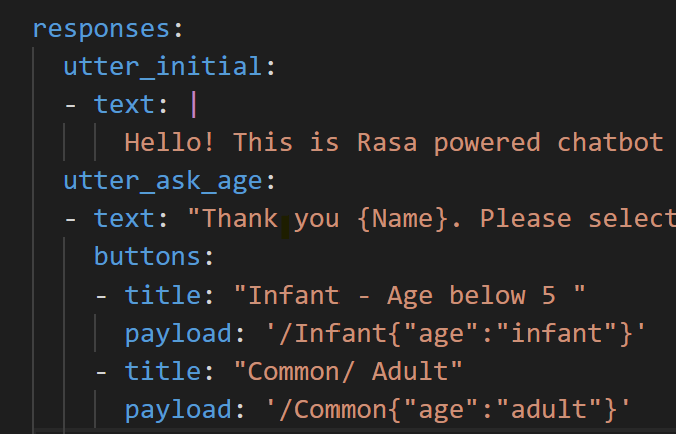 responses:
utter_initial:
- text: |
Hello! This is Rasa powered chatbot
utter_ask_age:
- text: "Thank you {Name}. Please select
buttons:
- title: "Infant - Age below 5 "
payload: '/Infant{"age":"infant"}'
- title: "Common/ Adult"
payload: '/Common{"age":"adult"}'